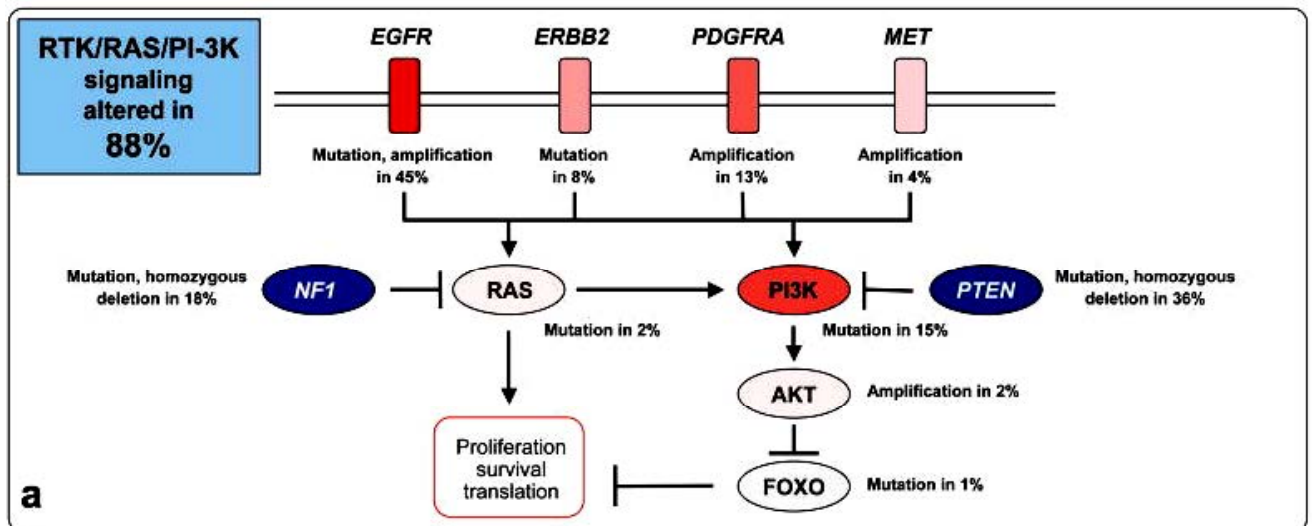 RTK/RAS/PI-3K
signaling
altered in
88%
EGFR
ERBB2
PDGFRA
MET
Mutation, amplification
in 45%
Mutation
in 8%
Amplification
in 13%
Amplification
in 4%
Mutation, homozygous
deletion in 18%
NF1
RAS
Mutation in 2%
PI3K
Mutation in 15%
PTEN
Mutation, homozygous
deletion in 36%
AKT
Amplification in 2%
Proliferation
survival
translation
FOXO
Mutation in 1%
a